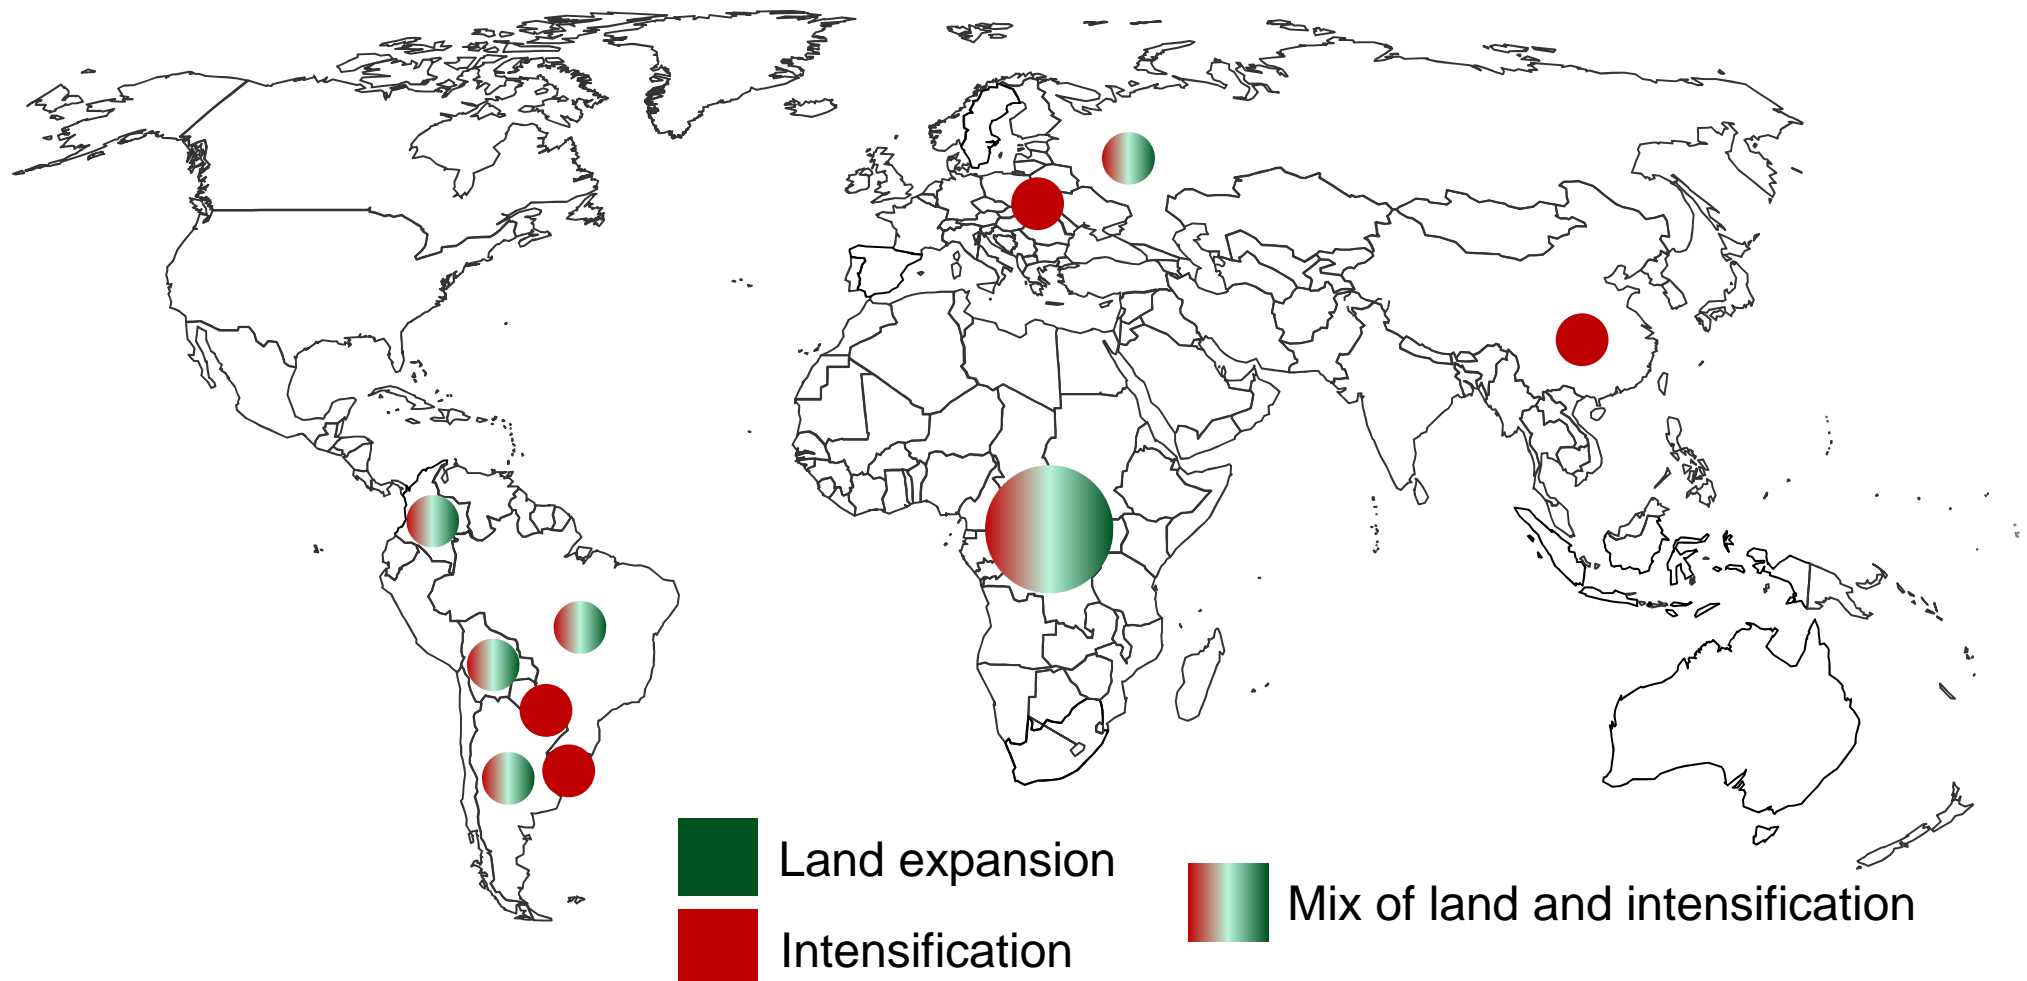 Land expansion
Mix of land and intensification
Intensification